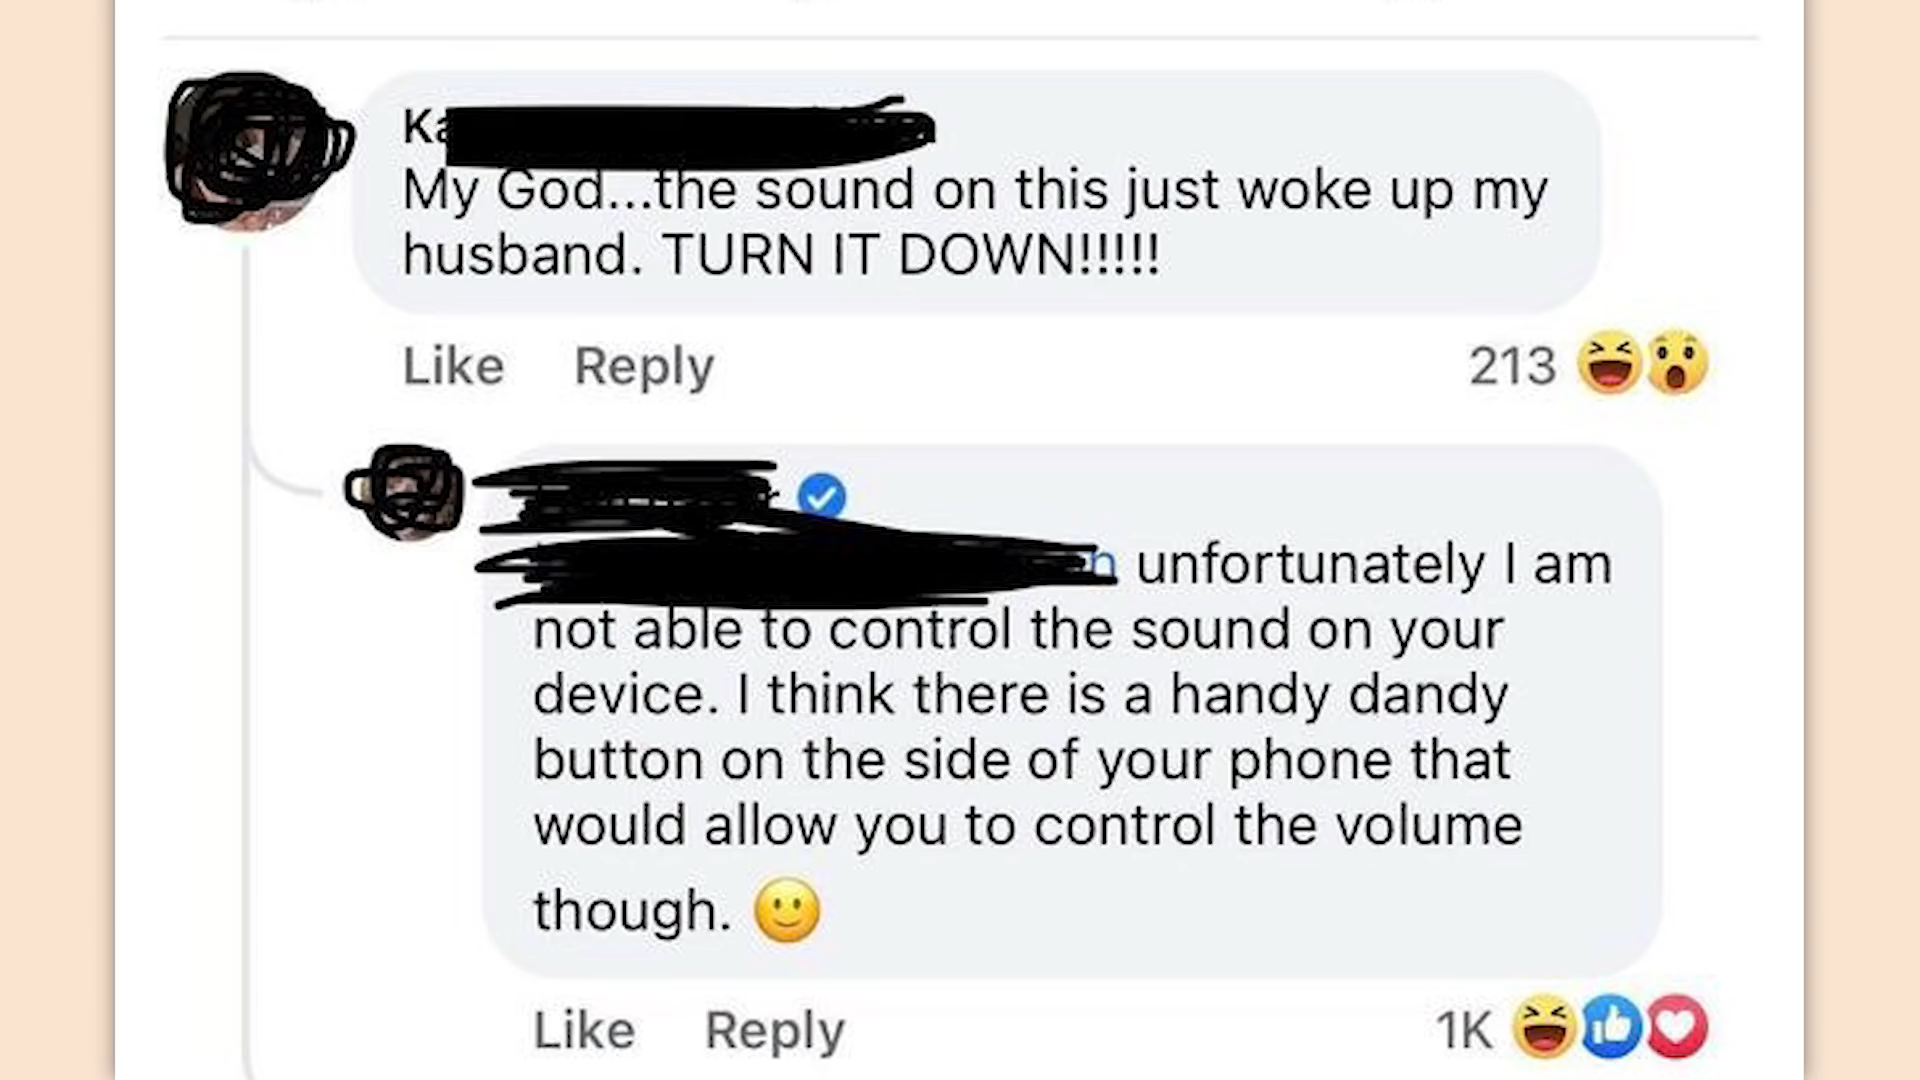 Ka
My God...the sound on this just woke up my
husband. TURN IT DOWN!!!!!
Like Reply 213
unfortunately I am
not able to control the sound on your
device. I think there is a handy dandy
button on the side of your phone that
would allow you to control the volume
though. 🙂
Like Reply 1K